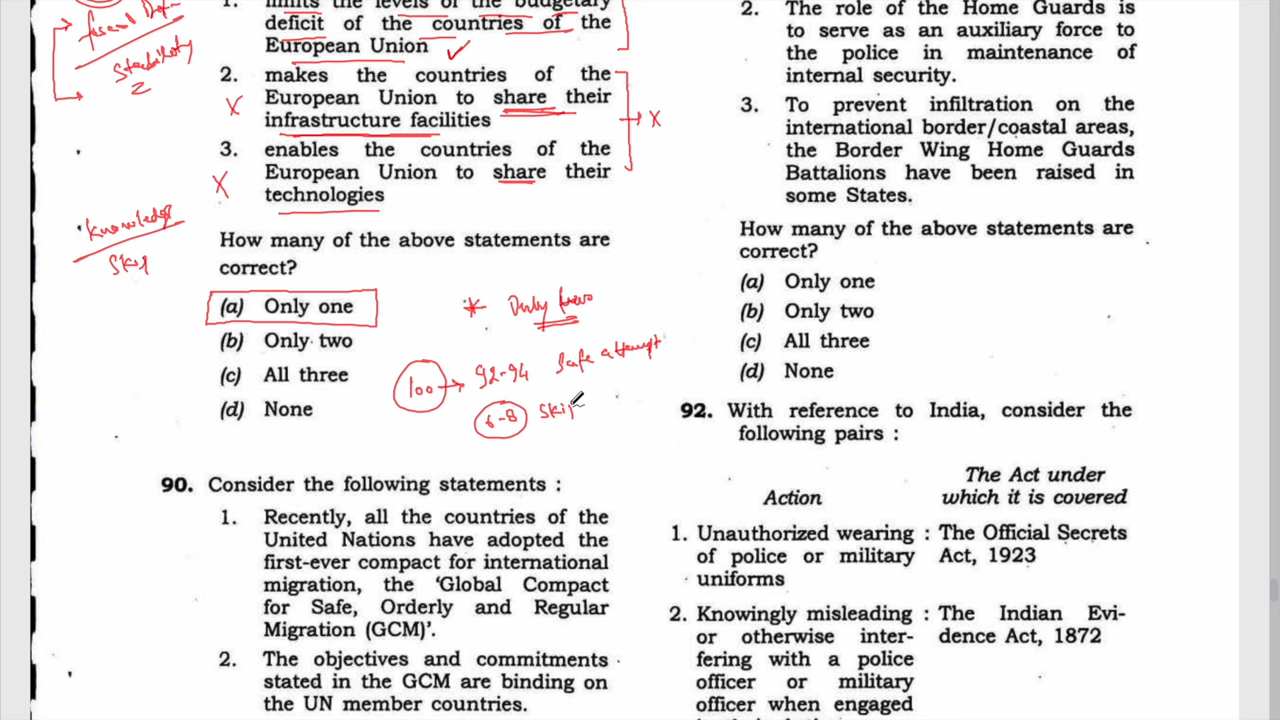 1. limits the levels of the budgetary
deficit of the countries of the
European Union
2. makes the countries of the
European Union to share their
infrastructure facilities
3. enables the countries of the
European Union to share their
technologies
How many of the above statements are
correct?
(a) Only one
(b) Only two
(c) All three
(d) None
Stability
2
X
X
X
Knowledge
Skip
* Only two
100 → 92-94 Safe attempt
6-8 Skip
90. Consider the following statements :
1. Recently, all the countries of the
United Nations have adopted the
first-ever compact for international
migration, the 'Global Compact
for Safe, Orderly and Regular
Migration (GCM)'.
2. The objectives and commitments
stated in the GCM are binding on
the UN member countries.
2. The role of the Home Guards is
to serve as an auxiliary force to
the police in maintenance of
internal security.
3. To prevent infiltration on the
international border/coastal areas,
the Border Wing Home Guards
Battalions have been raised in
some States.
How many of the above statements are
correct?
(a) Only one
(b) Only two
(c) All three
(d) None
92. With reference to India, consider the
following pairs :
Action
The Act under
which it is covered
1. Unauthorized wearing : The Official Secrets
of police or military Act, 1923
uniforms
2. Knowingly misleading : The Indian Evi-
or otherwise inter- dence Act, 1872
fering with a police
officer or military
officer when engaged